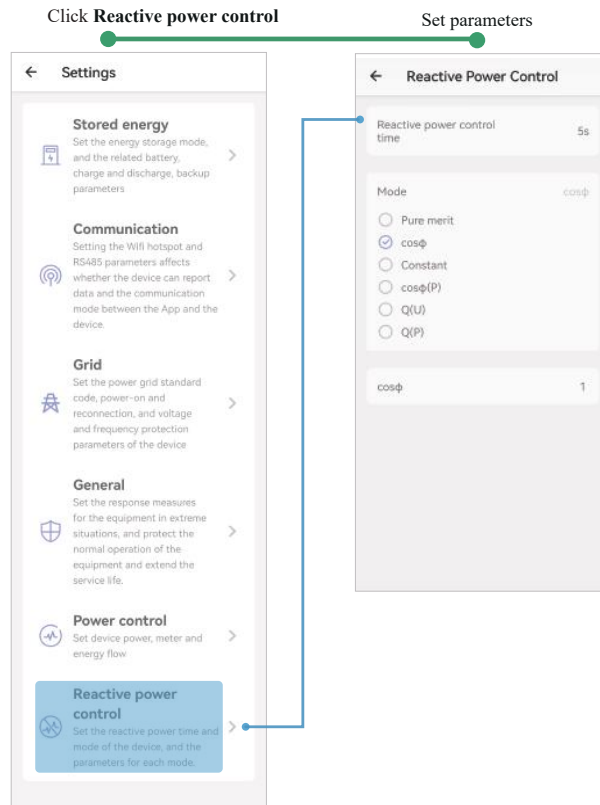 Click Reactive power control
Set parameters
Settings
Stored energy
Set the energy storage mode,
and the related battery,
charge and discharge, backup
parameters
Communication
Setting the Wifi hotspot and
RS485 parameters affects
whether the device can report
data and the communication
mode between the App and the
device.
Grid
Set the power grid standard
code, power-on and
reconnection, and voltage
and frequency protection
parameters of the device
General
Set the response measures
for the equipment in extreme
situations, and protect the
normal operation of the
equipment and extend the
service life.
Power control
Set device power, meter and
energy flow
Reactive power
control
Set the reactive power time and
mode of the device, and the
parameters for each mode.
Reactive Power Control
Reactive power control
time
5s
Mode
cosφ
Pure merit
cosφ
Constant
cosφ(P)
Q(U)
Q(P)
cosφ
1